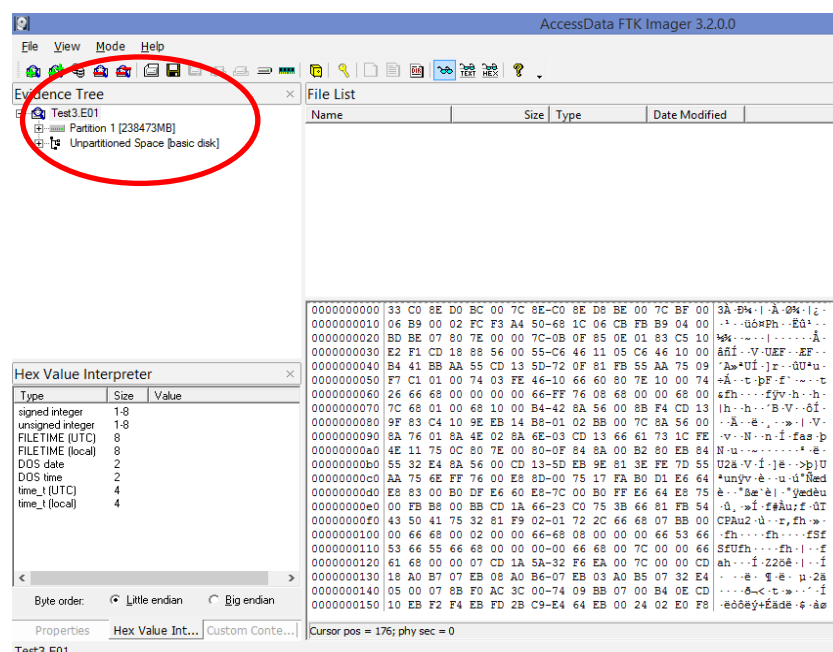 AccessData FTK Imager 3.2.0.0
File View Mode Help
Evidence Tree ×
File List
Test3.E01
Partition 1 [238473MB]
Unpartitioned Space [basic disk]
Name Size Type Date Modified
0000000000 33 C0 8E D0 BC 00 7C 8E-C0 8E D8 BE 00 7C BF 00
0000000010 06 B9 00 02 FC F3 A4 50-68 1C 06 CB FB B9 04 00
0000000020 BD BE 07 80 7E 00 00 7C-0B 0F 85 0E 01 83 C5 10
0000000030 E2 F1 CD 18 88 56 00 55-C6 46 11 05 C6 46 10 00
0000000040 B4 41 BB AA 55 CD 13 5D-72 0F 81 FB 55 AA 75 09
0000000050 F7 C1 01 00 74 03 FE 46-10 66 60 80 7E 10 00 74
0000000060 26 66 68 00 00 00 00 66-FF 76 08 68 00 00 68 00
0000000070 7C 68 01 00 68 10 00 B4-42 8A 56 00 8B F4 CD 13
0000000080 9F 83 C4 10 9E EB 14 B8-01 02 BB 00 7C 8A 56 00
0000000090 8A 76 01 8A 4E 02 8A 6E-03 CD 13 66 61 73 1C FE
00000000a0 4E 11 75 0C 80 7E 00 80-0F 84 8A 00 B2 80 EB 84
00000000b0 55 32 E4 8A 56 00 CD 13-5D EB 9E 81 3E FE 7D 55
00000000c0 AA 75 6E FF 76 00 E8 8D-00 75 17 FA B0 D1 E6 64
00000000d0 E8 83 00 B0 DF E6 60 E8-7C 00 B0 FF E6 64 E8 75
00000000e0 00 FB B8 00 BB CD 1A 66-23 C0 75 3B 66 81 FB 54
00000000f0 43 50 41 75 32 81 F9 02-01 72 2C 66 68 07 BB 00
0000000100 00 66 68 00 02 00 00 66-68 08 00 00 00 66 53 66
0000000110 53 66 55 66 68 00 00 00-00 66 68 00 7C 00 00 66
0000000120 61 68 00 00 07 CD 1A 5A-32 F6 EA 00 7C 00 00 CD
0000000130 18 A0 B7 07 EB 08 A0 B6-07 EB 03 A0 B5 07 32 E4
0000000140 05 00 07 8B F0 AC 3C 00-74 09 BB 07 00 B4 0E CD
0000000150 10 EB F2 F4 EB FD 2B C9-E4 64 EB 00 24 02 E0 F8
Hex Value Interpreter ×
Type Size Value
signed integer 1-8
unsigned integer 1-8
FILETIME (UTC) 8
FILETIME (local) 8
DOS date 2
DOS time 2
time_t (UTC) 4
time_t (local) 4
Byte order: Little endian Big endian
Properties Hex Value Int... Custom Conte...
Cursor pos = 176; phy sec = 0
Test3.E01